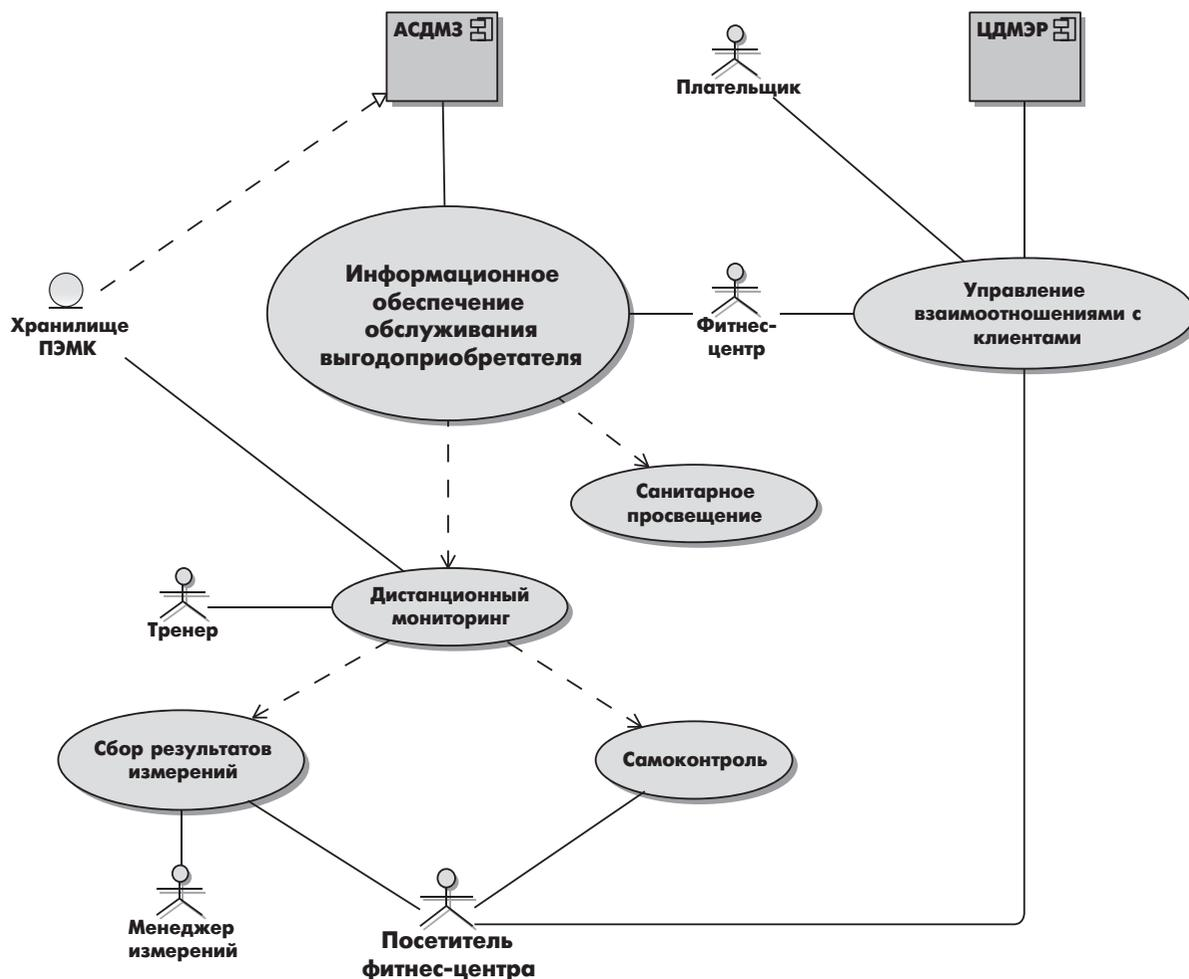 АСДМЗ
ЦДМЭР
Плательщик
Информационное
обеспечение
обслуживания
выгодоприобретателя
Хранилище
ПЭМК
Фитнес-
центр
Управление
взаимоотношениями с
клиентами
Санитарное
просвещение
Дистанционный
мониторинг
Тренер
Сбор результатов
измерений
Самоконтроль
Менеджер
измерений
Посетитель
фитнес-центра